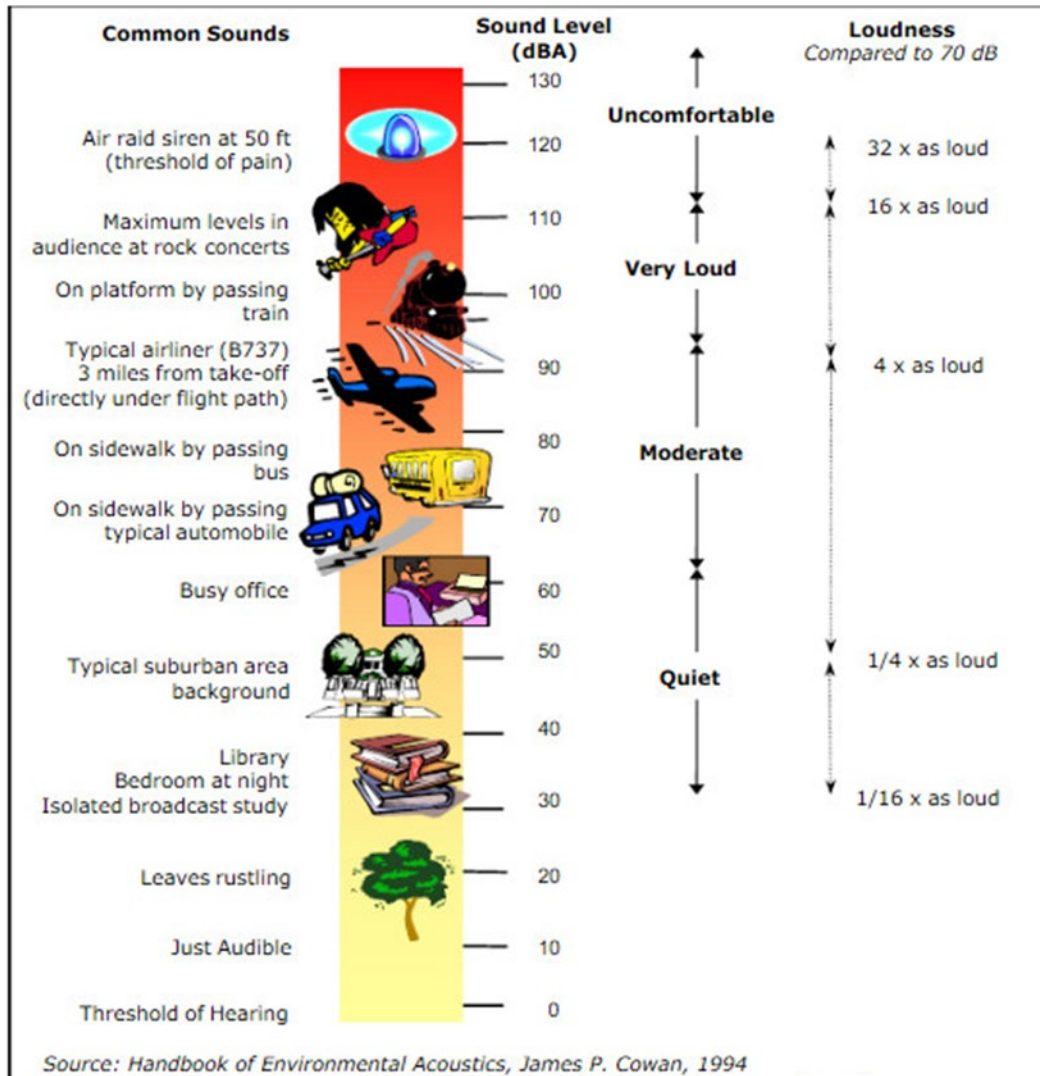 Common Sounds
Sound Level
(dBA)
Loudness
Compared to 70 dB
130
Uncomfortable
Air raid siren at 50 ft
(threshold of pain)
120
32 x as loud
Maximum levels in
audience at rock concerts
110
16 x as loud
Very Loud
On platform by passing
train
100
Typical airliner (B737)
3 miles from take-off
(directly under flight path)
90
4 x as loud
80
On sidewalk by passing
bus
Moderate
On sidewalk by passing
typical automobile
70
Busy office
60
Typical suburban area
background
50
1/4 x as loud
Quiet
40
Library
Bedroom at night
Isolated broadcast study
30
1/16 x as loud
Leaves rustling
20
Just Audible
10
Threshold of Hearing
0
Source: Handbook of Environmental Acoustics, James P. Cowan, 1994